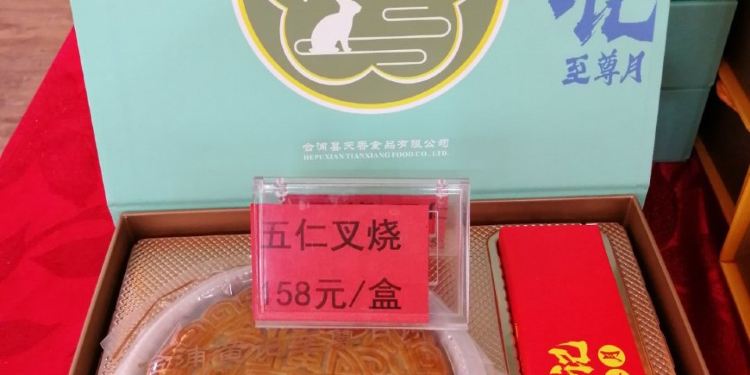 至尊月
合浦县天香食品有限公司
HEPUXIAN TIANXIANG FOOD CO., LTD.
五仁叉烧
158元/盒
记